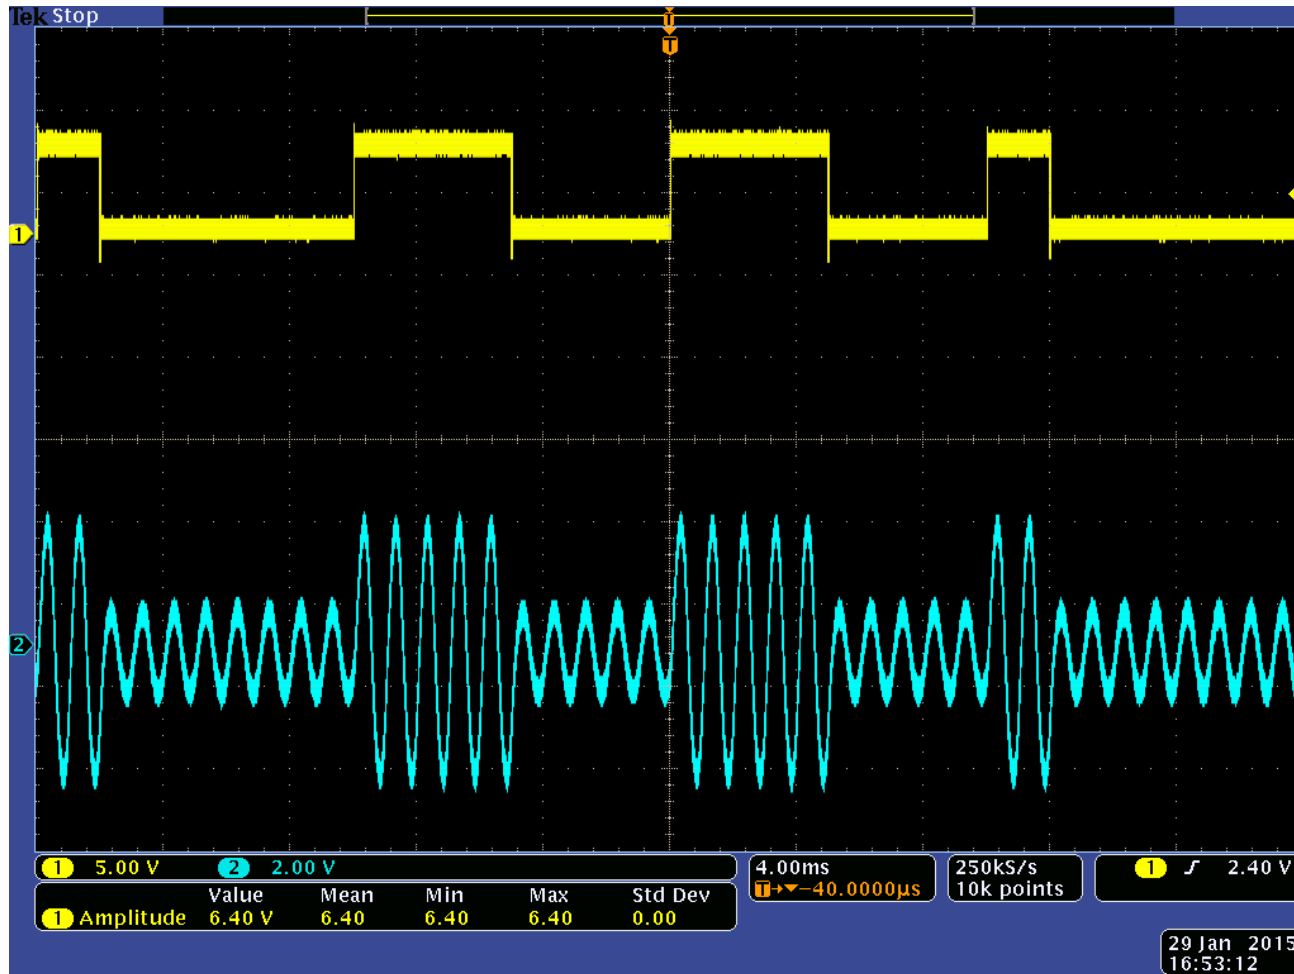 Tek Stop
T
T
1
2
1 5.00 V 2 2.00 V
4.00ms
T→▼−40.0000µs
250kS/s
10k points
1 ʃ 2.40 V
Value Mean Min Max Std Dev
1 Amplitude 6.40 V 6.40 6.40 6.40 0.00
29 Jan 2015
16:53:12